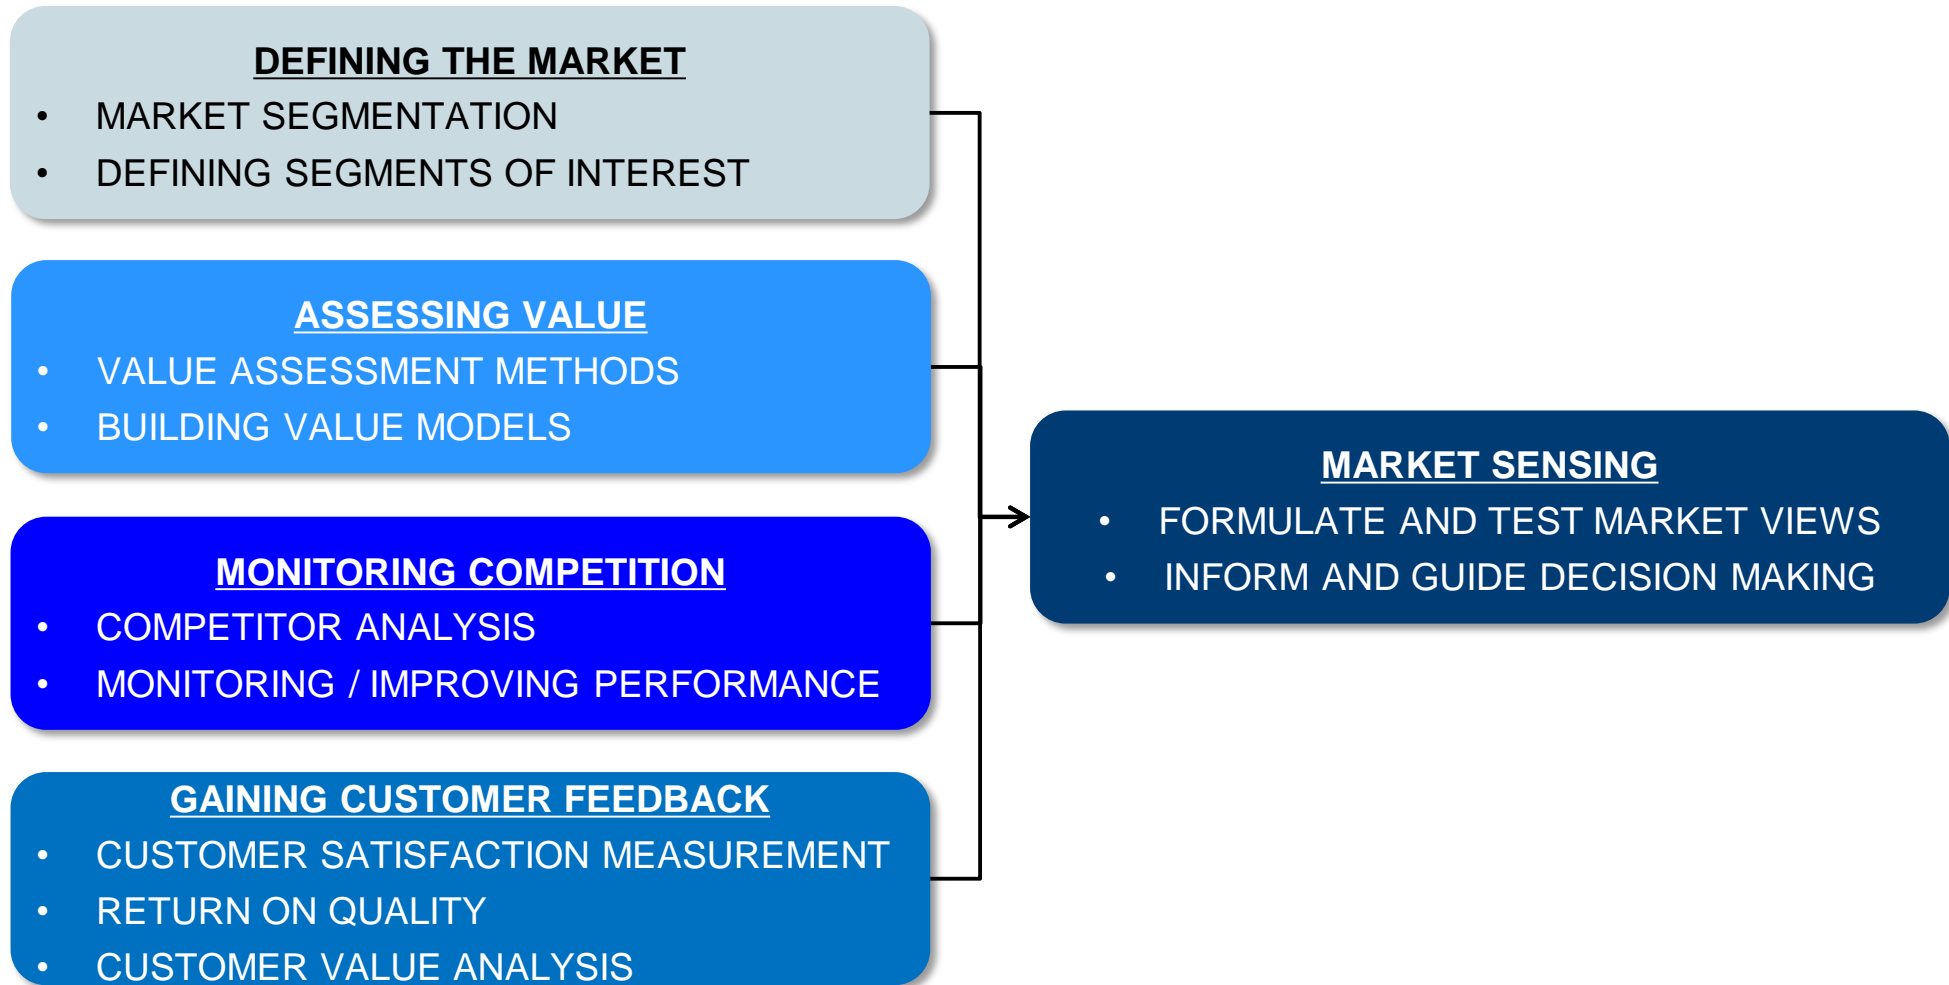 DEFINING THE MARKET
• MARKET SEGMENTATION
• DEFINING SEGMENTS OF INTEREST
ASSESSING VALUE
• VALUE ASSESSMENT METHODS
• BUILDING VALUE MODELS
MONITORING COMPETITION
• COMPETITOR ANALYSIS
• MONITORING / IMPROVING PERFORMANCE
GAINING CUSTOMER FEEDBACK
• CUSTOMER SATISFACTION MEASUREMENT
• RETURN ON QUALITY
• CUSTOMER VALUE ANALYSIS
MARKET SENSING
• FORMULATE AND TEST MARKET VIEWS
• INFORM AND GUIDE DECISION MAKING